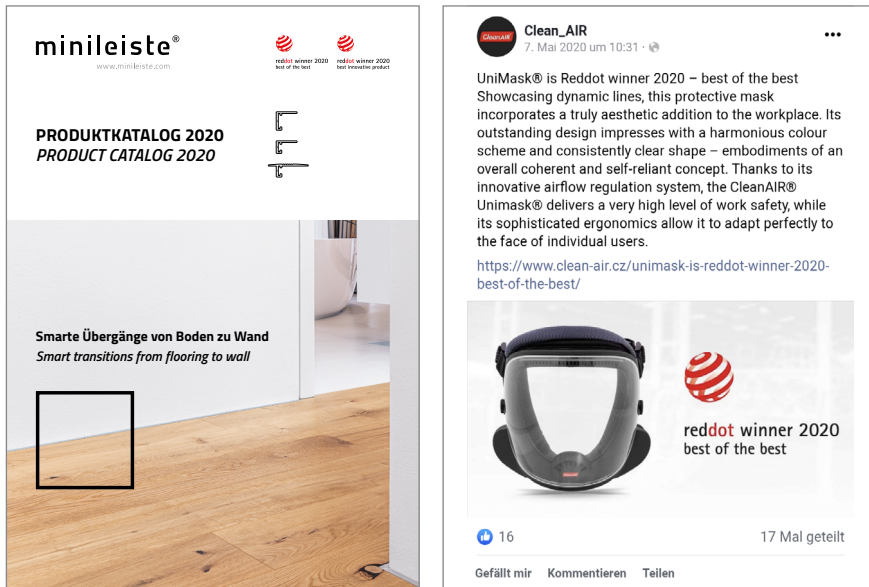 minileiste®
www.minileiste.com
reddot winner 2020
best of the best
reddot winner 2020
best innovative product
PRODUKTKATALOG 2020
PRODUCT CATALOG 2020
Smarte Übergänge von Boden zu Wand
Smart transitions from flooring to wall
CleanAIR
Clean_AIR
7. Mai 2020 um 10:31 ·
UniMask® is Reddot winner 2020 – best of the best
Showcasing dynamic lines, this protective mask
incorporates a truly aesthetic addition to the workplace. Its
outstanding design impresses with a harmonious colour
scheme and consistently clear shape – embodiments of an
overall coherent and self-reliant concept. Thanks to its
innovative airflow regulation system, the CleanAIR®
Unimask® delivers a very high level of work safety, while
its sophisticated ergonomics allow it to adapt perfectly to
the face of individual users.
https://www.clean-air.cz/unimask-is-reddot-winner-2020-
best-of-the-best/
reddot winner 2020
best of the best
16
17 Mal geteilt
Gefällt mir Kommentieren Teilen